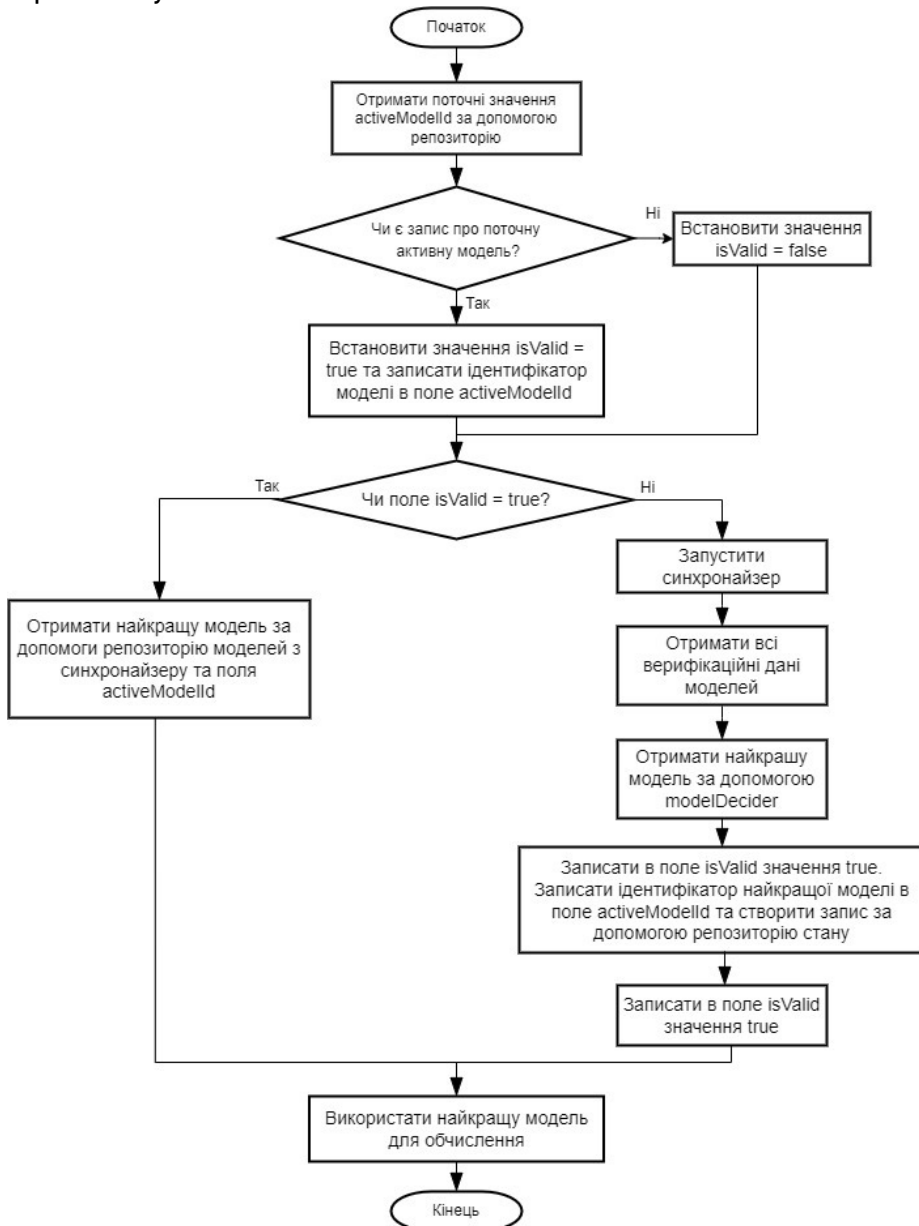 Початок
Отримати поточні значення
activeModelId за допомогою
репозиторію
Чи є запис про поточну
активну модель?
Ні
Встановити значення
isValid = false
Так
Встановити значення isValid =
true та записати ідентифікатор
моделі в поле activeModelId
Так
Чи поле isValid = true?
Ні
Запустити
синхронайзер
Отримати найкращу модель за
допомоги репозиторію моделей з
синхронайзеру та поля
activeModelId
Отримати всі
верифікаційні дані
моделей
Отримати найкрашу
модель за допомогою
modelDecider
Записати в поле isValid значення true.
Записати ідентифікатор найкращої моделі в
поле activeModelId та створити запис за
допомогою репозиторію стану
Записати в поле isValid
значення true
Використати найкращу модель
для обчислення
Кінець